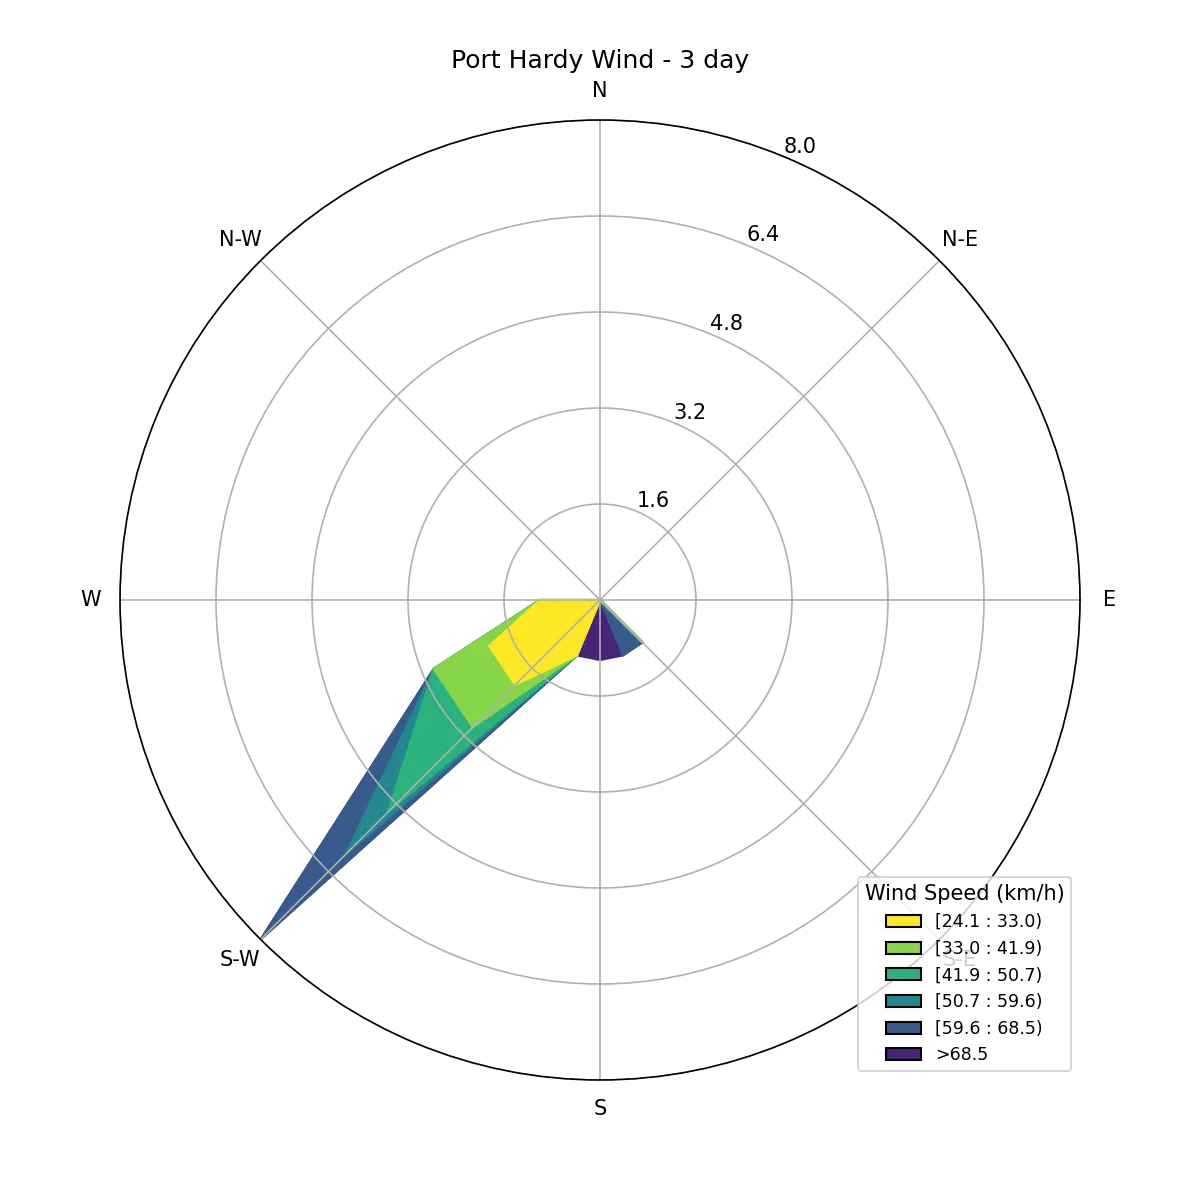 Port Hardy Wind - 3 day
N
8.0
N-W
N-E
6.4
4.8
3.2
1.6
W
E
S-W
S-E
S
Wind Speed (km/h)
[24.1 : 33.0)
[33.0 : 41.9)
[41.9 : 50.7)
[50.7 : 59.6)
[59.6 : 68.5)
>68.5